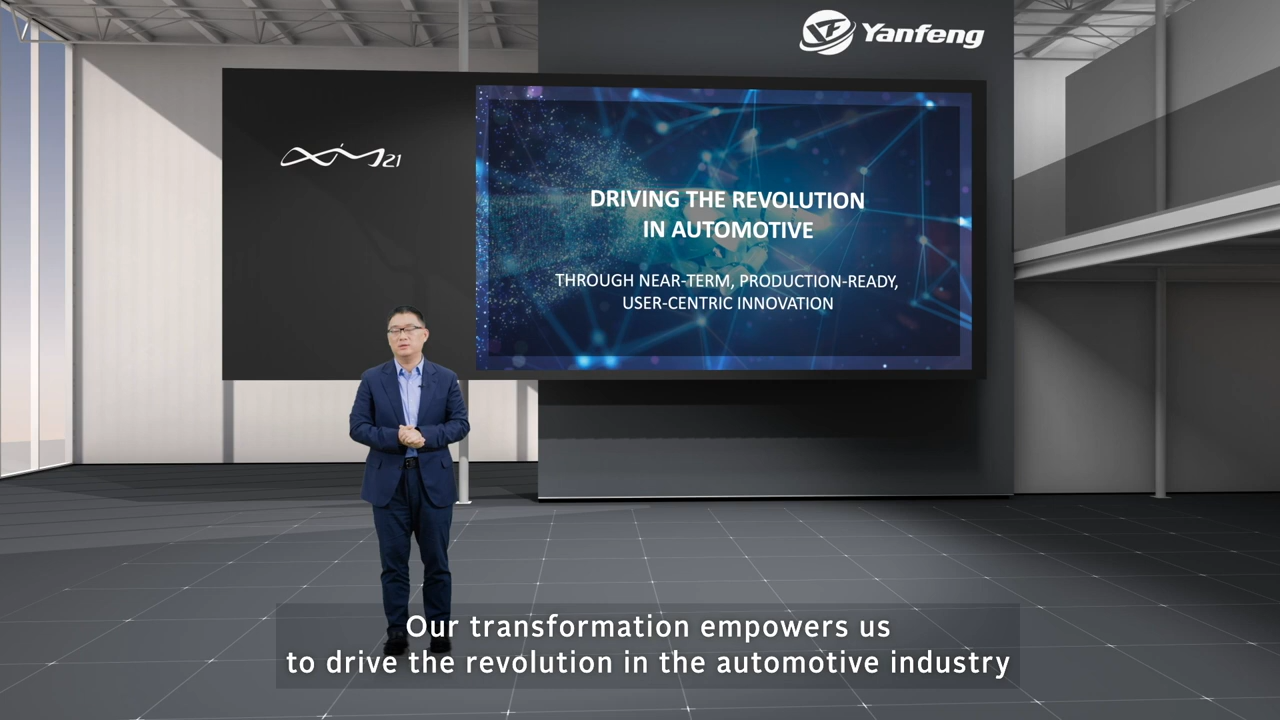 Yanfeng
XiM21
DRIVING THE REVOLUTION
IN AUTOMOTIVE
THROUGH NEAR-TERM, PRODUCTION-READY,
USER-CENTRIC INNOVATION
Our transformation empowers us
to drive the revolution in the automotive industry